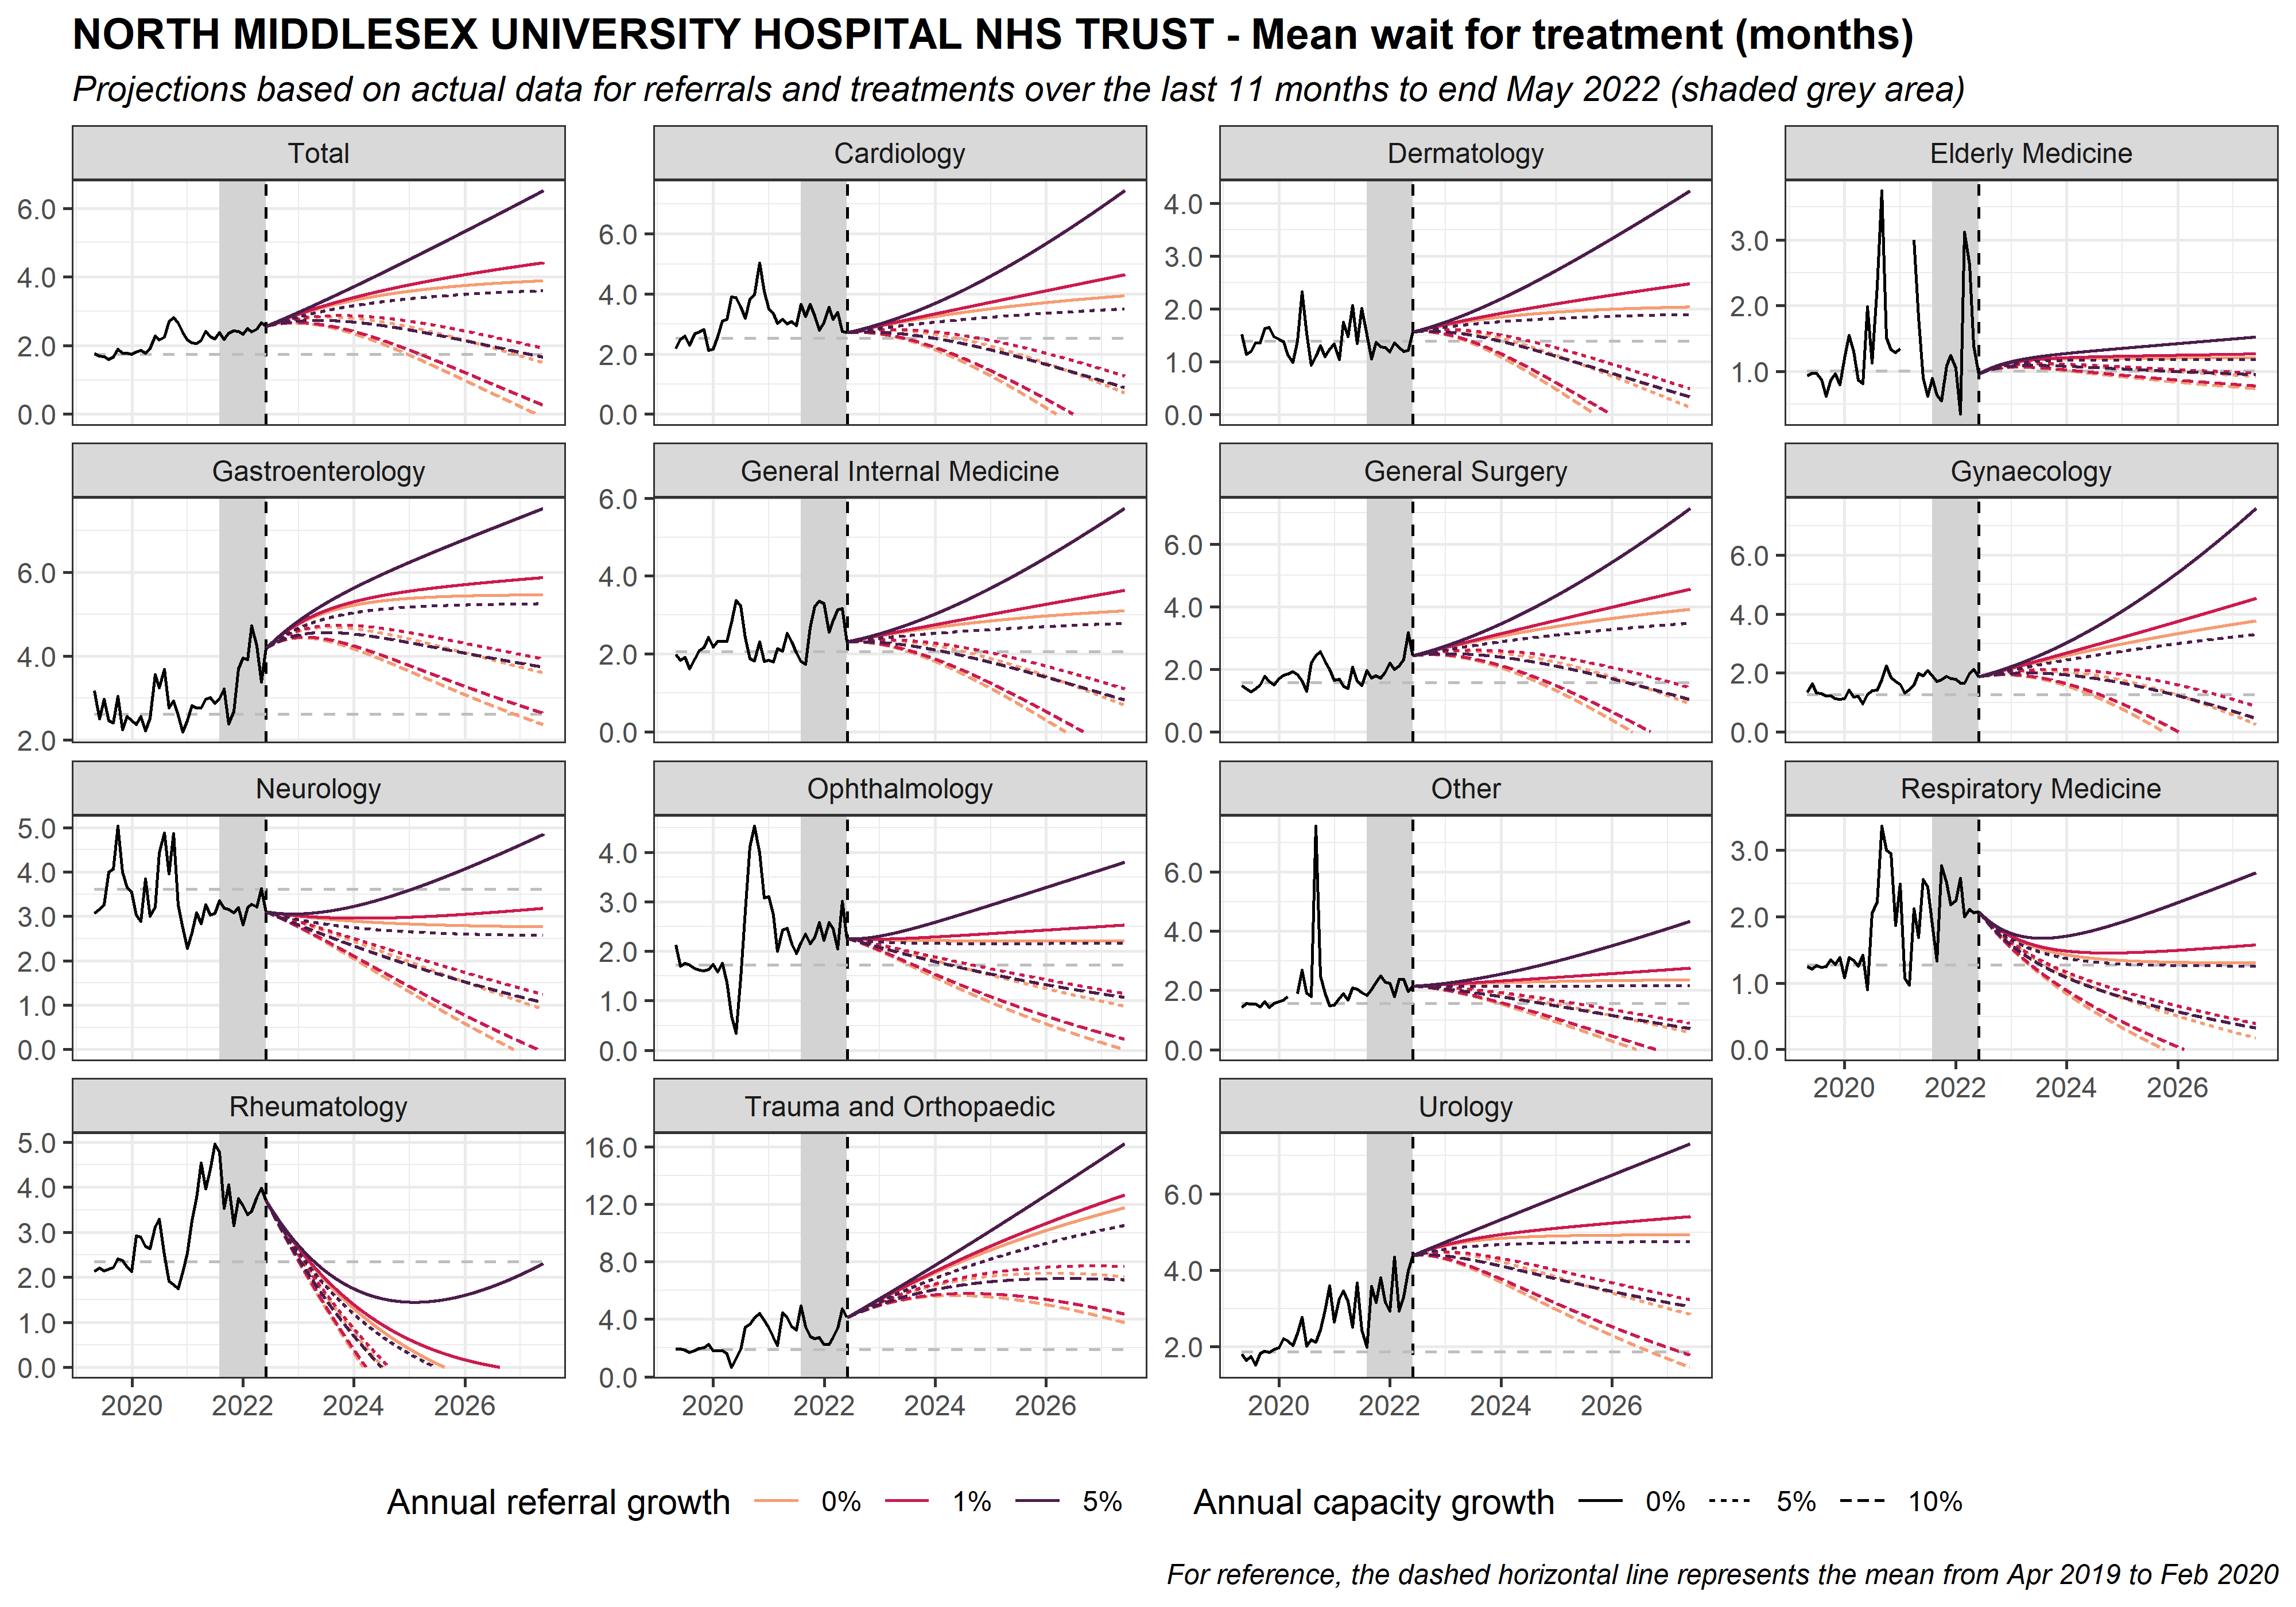 NORTH MIDDLESEX UNIVERSITY HOSPITAL NHS TRUST - Mean wait for treatment (months)
Projections based on actual data for referrals and treatments over the last 11 months to end May 2022 (shaded grey area)
Total
6.0
4.0
2.0
0.0
Cardiology
6.0
4.0
2.0
0.0
Dermatology
4.0
3.0
2.0
1.0
0.0
Elderly Medicine
3.0
2.0
1.0
Gastroenterology
6.0
4.0
2.0
General Internal Medicine
6.0
4.0
2.0
0.0
General Surgery
6.0
4.0
2.0
0.0
Gynaecology
6.0
4.0
2.0
0.0
Neurology
5.0
4.0
3.0
2.0
1.0
0.0
Ophthalmology
4.0
3.0
2.0
1.0
0.0
Other
6.0
4.0
2.0
0.0
Respiratory Medicine
3.0
2.0
1.0
0.0
2020 2022 2024 2026
Rheumatology
5.0
4.0
3.0
2.0
1.0
0.0
2020 2022 2024 2026
Trauma and Orthopaedic
16.0
12.0
8.0
4.0
0.0
2020 2022 2024 2026
Urology
6.0
4.0
2.0
2020 2022 2024 2026
Annual referral growth 0% 1% 5% Annual capacity growth 0% 5% 10%
For reference, the dashed horizontal line represents the mean from Apr 2019 to Feb 2020